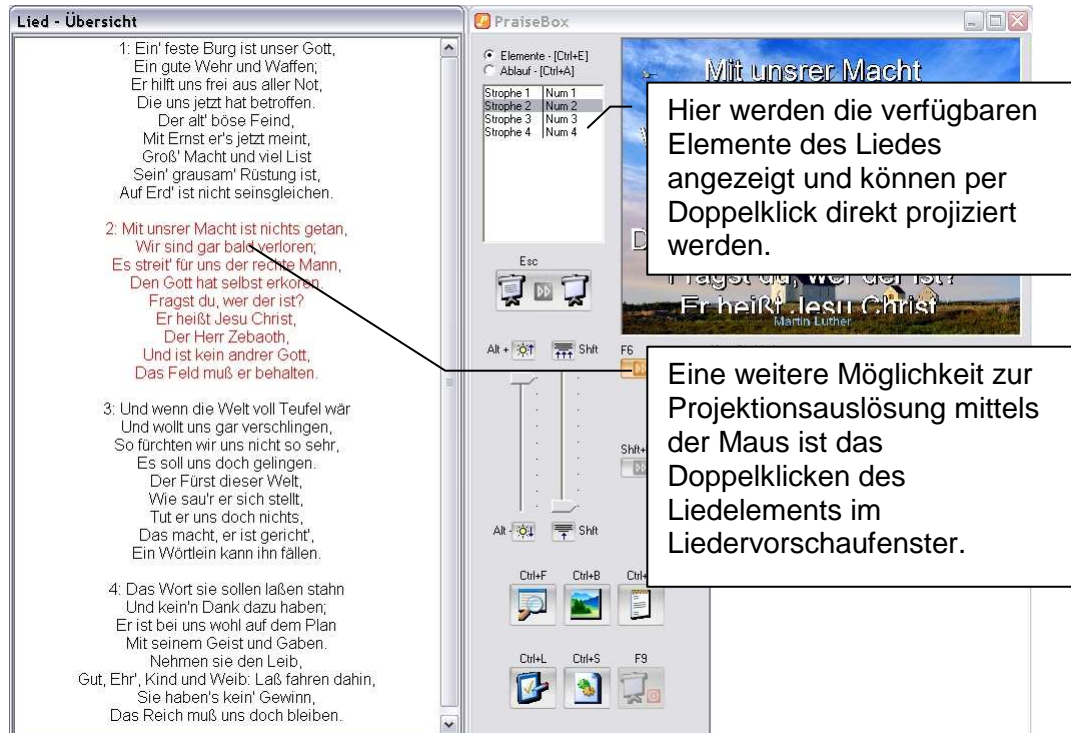 Lied - Übersicht
1: Ein' feste Burg ist unser Gott,
Ein gute Wehr und Waffen;
Er hilft uns frei aus aller Not,
Die uns jetzt hat betroffen.
Der alt' böse Feind,
Mit Ernst er's jetzt meint,
Groß' Macht und viel List
Sein' grausam' Rüstung ist,
Auf Erd' ist nicht seinsgleichen.
2: Mit unsrer Macht ist nichts getan,
Wir sind gar bald verloren;
Es streit' für uns der rechte Mann,
Den Gott hat selbst erkoren.
Fragst du, wer der ist?
Er heißt Jesu Christ,
Der Herr Zebaoth,
Und ist kein andrer Gott,
Das Feld muß er behalten.
3: Und wenn die Welt voll Teufel wär
Und wollt uns gar verschlingen,
So fürchten wir uns nicht so sehr,
Es soll uns doch gelingen.
Der Fürst dieser Welt,
Wie sau'r er sich stellt,
Tut er uns doch nichts,
Das macht, er ist gericht',
Ein Wörtlein kann ihn fällen.
4: Das Wort sie sollen laßen stahn
Und kein'n Dank dazu haben;
Er ist bei uns wohl auf dem Plan
Mit seinem Geist und Gaben.
Nehmen sie den Leib,
Gut, Ehr', Kind und Weib: Laß fahren dahin,
Sie haben's kein' Gewinn,
Das Reich muß uns doch bleiben.
PraiseBox
Elemente - [Ctrl+E]
Ablauf - [Ctrl+A]
Strophe 1 Num 1
Strophe 2 Num 2
Strophe 3 Num 3
Strophe 4 Num 4
Mit unsrer Macht
Fragst du, wer der ist?
Er heißt Jesu Christ
Martin Luther
Hier werden die verfügbaren
Elemente des Liedes
angezeigt und können per
Doppelklick direkt projiziert
werden.
Esc
Alt + Shft F6
Shft+
Alt - Shft
Eine weitere Möglichkeit zur
Projektionsauslösung mittels
der Maus ist das
Doppelklicken des
Liedelements im
Liedervorschaufenster.
Ctrl+F Ctrl+B Ctrl+
Ctrl+L Ctrl+S F9